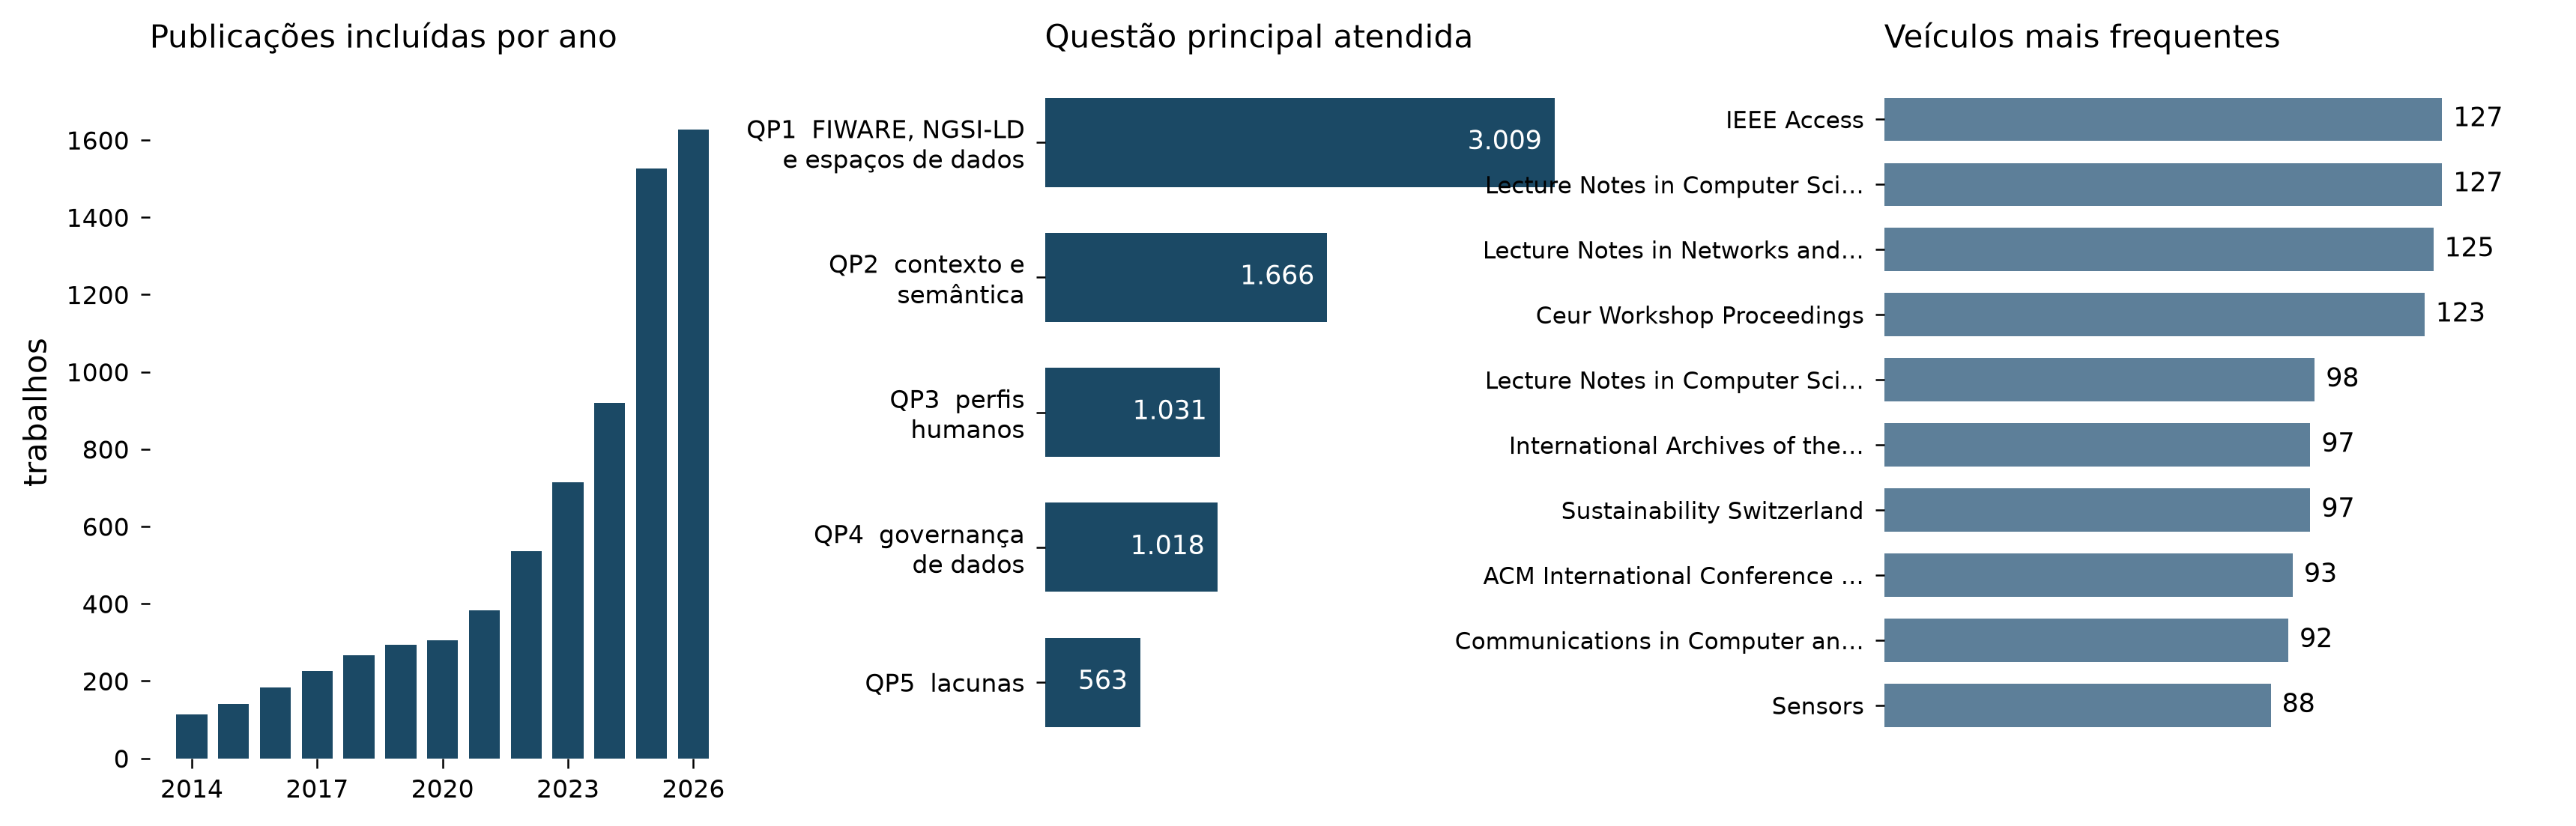 Publicações incluídas por ano
trabalhos
1600
1400
1200
1000
800
600
400
200
0
2014
2017
2020
2023
2026
Questão principal atendida
QP1  FIWARE, NGSI-LD
e espaços de dados
3.009
QP2  contexto e
semântica
1.666
QP3  perfis
humanos
1.031
QP4  governança
de dados
1.018
QP5  lacunas
563
Veículos mais frequentes
IEEE Access
127
Lecture Notes in Computer Sci...
127
Lecture Notes in Networks and...
125
Ceur Workshop Proceedings
123
Lecture Notes in Computer Sci...
98
International Archives of the...
97
Sustainability Switzerland
97
ACM International Conference ...
93
Communications in Computer an...
92
Sensors
88